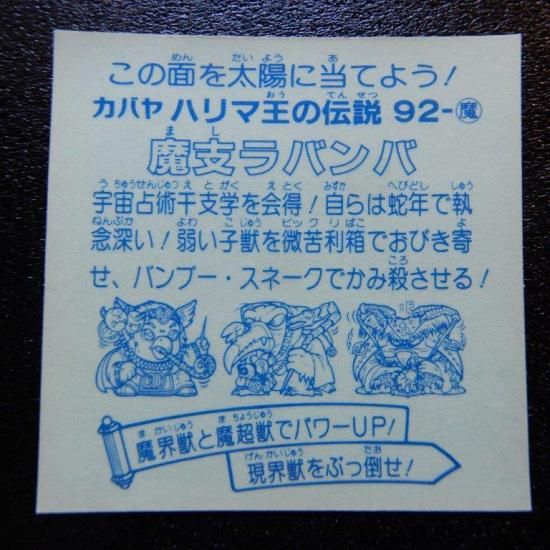 この面を太陽に当てよう!
カバヤ ハリマ王の伝説 92-魔
魔支ラバンバ
宇宙占術干支学を会得!自らは蛇年で執
念深い!弱い子獣を微苦利箱でおびき寄
せ、バンブー・スネークでかみ殺させる!
魔界獣と魔超獣でパワーUP!
現界獣をぶっ倒せ!